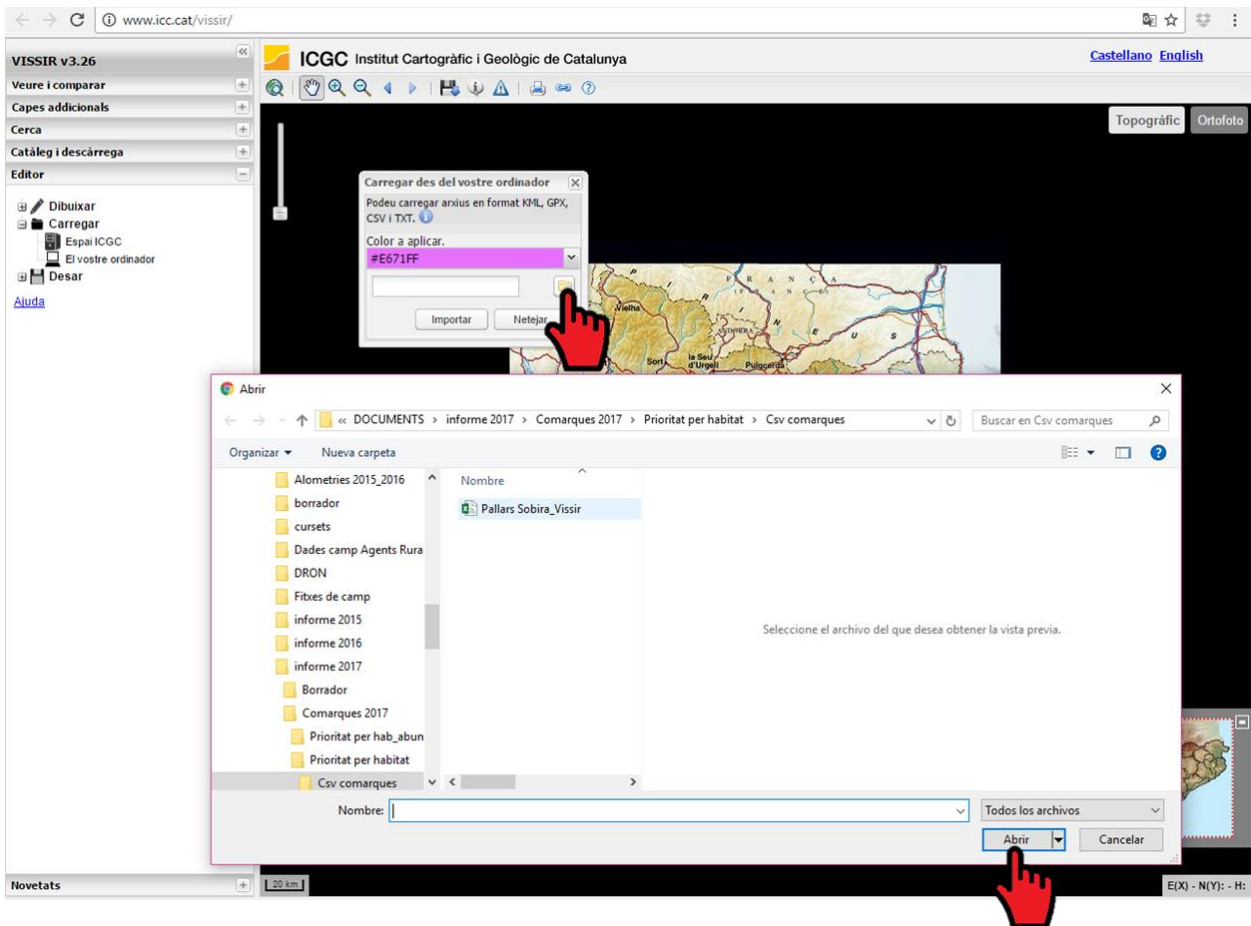 www.icc.cat/vissir/
VISSIR v3.26
ICGC Institut Cartogràfic i Geològic de Catalunya
Castellano English
Veure i comparar
Capes addicionals
Cerca
Catàleg i descàrrega
Editor
Dibuixar
Carregar
Espai ICGC
El vostre ordinador
Desar
Ajuda
Topogràfic Ortofoto
Carregar des del vostre ordinador
Podeu carregar arxius en format KML, GPX,
CSV i TXT.
Color a aplicar.
#E671FF
Importar Netejar
P I R I N E U S
F R A N Ç A
Vielha
ANDORRA
Sort
la Seu
d'Urgell
Puigcerdà
Abrir
« DOCUMENTS > informe 2017 > Comarques 2017 > Prioritat per habitat > Csv comarques
Buscar en Csv comarques
Organizar Nueva carpeta
Alometries 2015_2016
borrador
cursets
Dades camp Agents Rura
DRON
Fitxes de camp
informe 2015
informe 2016
informe 2017
Borrador
Comarques 2017
Prioritat per hab_abun
Prioritat per habitat
Csv comarques
Nombre
Pallars Sobira_Vissir
Seleccione el archivo del que desea obtener la vista previa.
Nombre:
Todos los archivos
Abrir Cancelar
Novetats
20 km
E(X) - N(Y): - H: